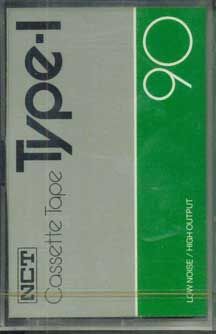 NCT
Cassette Tape
Type-I
90
LOW NOISE / HIGH OUTPUT